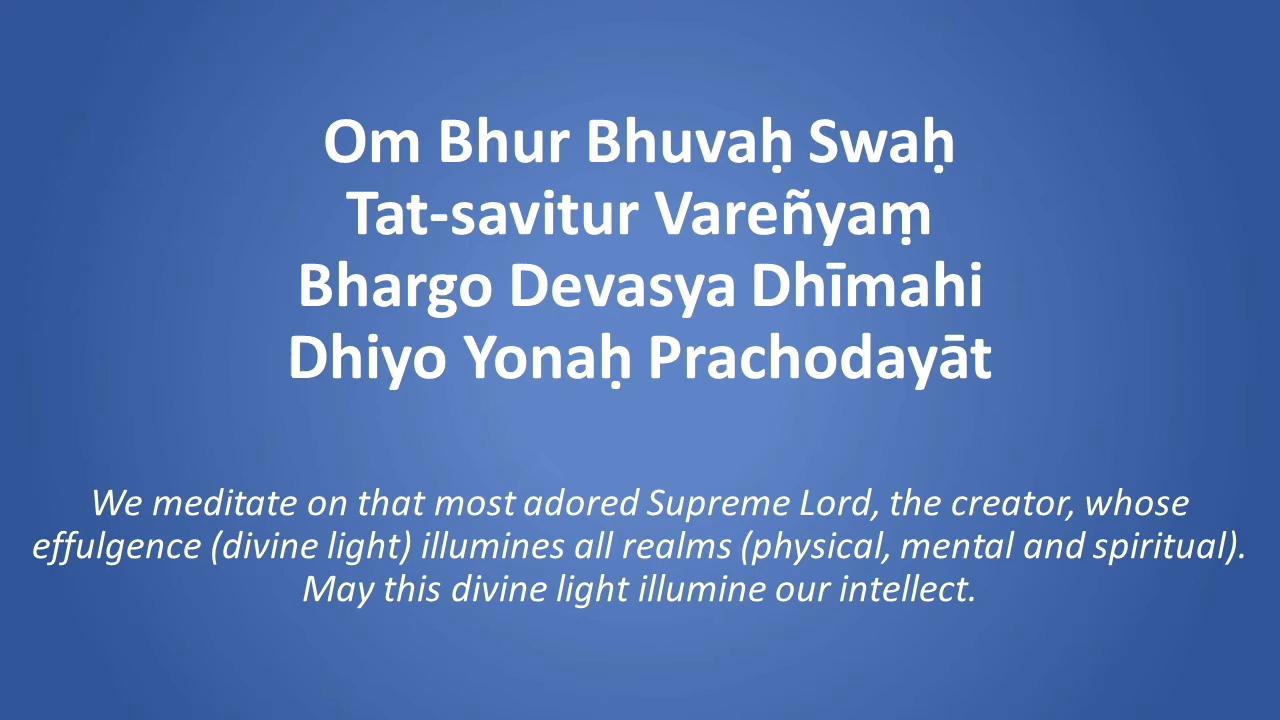 Om Bhur Bhuvaḥ Swaḥ
Tat-savitur Vareñyaṃ
Bhargo Devasya Dhīmahi
Dhiyo Yonaḥ Prachodayāt
We meditate on that most adored Supreme Lord, the creator, whose
effulgence (divine light) illumines all realms (physical, mental and spiritual).
May this divine light illumine our intellect.